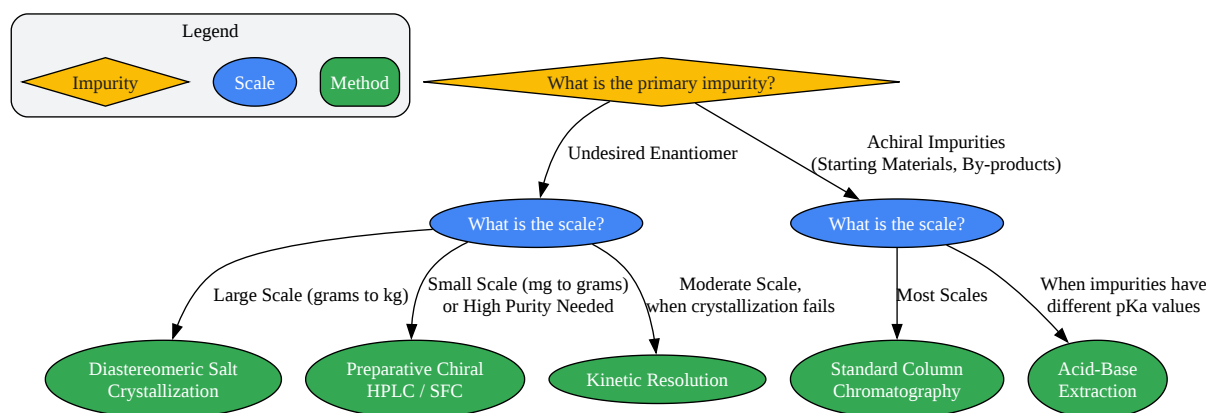 Legend
Impurity
Scale
Method
What is the primary impurity?
Undesired Enantiomer
Achiral Impurities
(Starting Materials, By-products)
What is the scale?
What is the scale?
Large Scale (grams to kg)
Small Scale (mg to grams)
or High Purity Needed
Moderate Scale,
when crystallization fails
Most Scales
When impurities have
different pKa values
Diastereomeric Salt
Crystallization
Preparative Chiral
HPLC / SFC
Kinetic Resolution
Standard Column
Chromatography
Acid-Base
Extraction